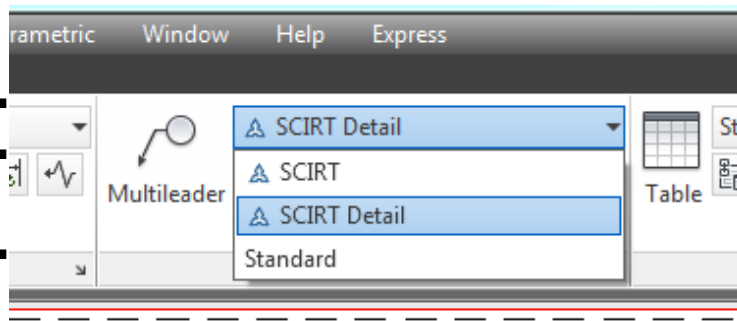 rametric Window Help Express
SCIRT Detail
St
SCIRT
Multileader
Table
SCIRT Detail
Standard